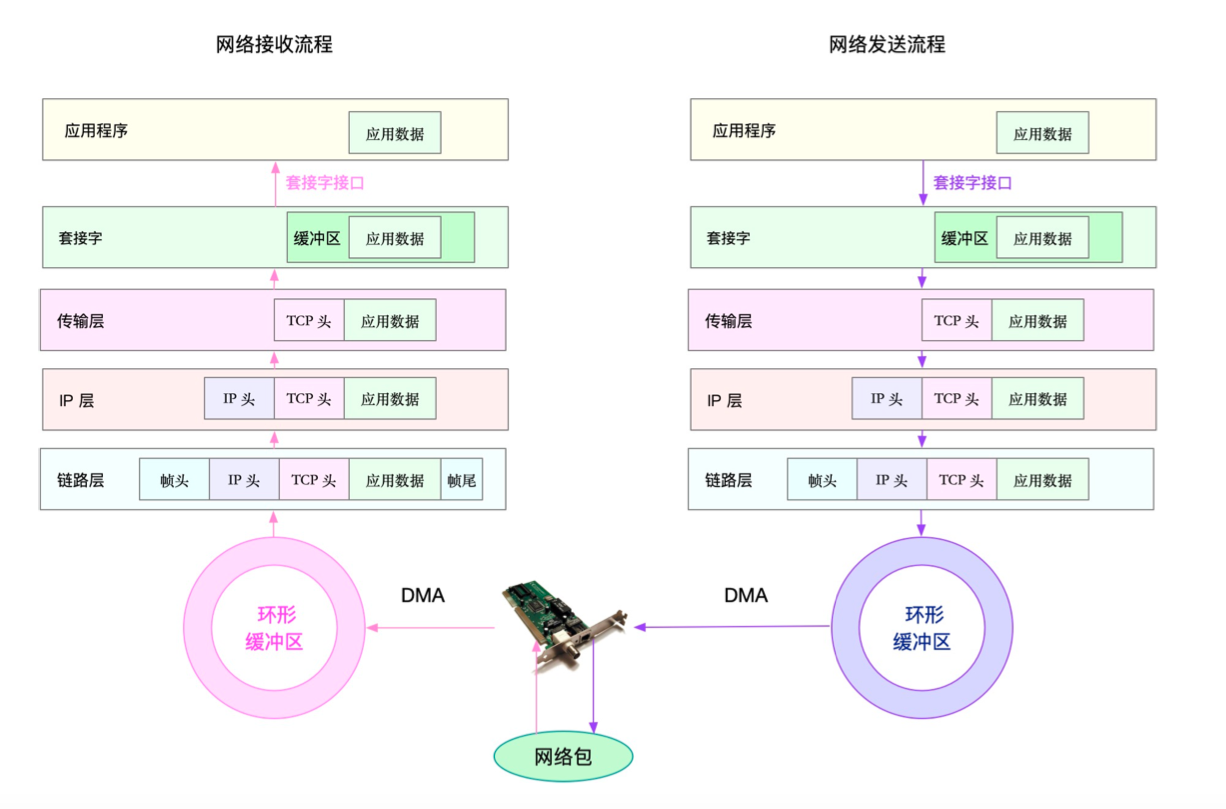 网络接收流程
应用程序
应用数据
套接字接口
套接字
缓冲区
应用数据
传输层
TCP 头
应用数据
IP 层
IP 头
TCP 头
应用数据
链路层
帧头
IP 头
TCP 头
应用数据
帧尾
环形
缓冲区
DMA
网络发送流程
应用程序
应用数据
套接字接口
套接字
缓冲区
应用数据
传输层
TCP 头
应用数据
IP 层
IP 头
TCP 头
应用数据
链路层
帧头
IP 头
TCP 头
应用数据
环形
缓冲区
DMA
网络包